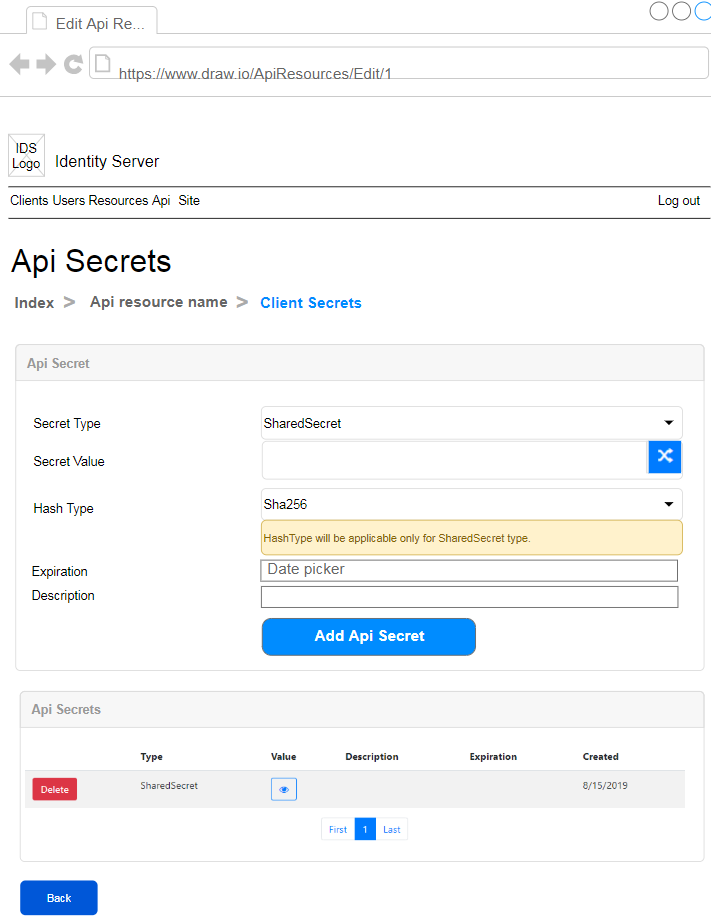 Edit Api Re...
https://www.draw.io/ApiResources/Edit/1
IDS
Logo
Identity Server
Clients Users Resources Api Site
Log out
Api Secrets
Index > Api resource name > Client Secrets
Api Secret
Secret Type
SharedSecret
Secret Value
Hash Type
Sha256
HashType will be applicable only for SharedSecret type.
Expiration
Date picker
Description
Add Api Secret
Api Secrets
Type Value Description Expiration Created
Delete SharedSecret 8/15/2019
First 1 Last
Back